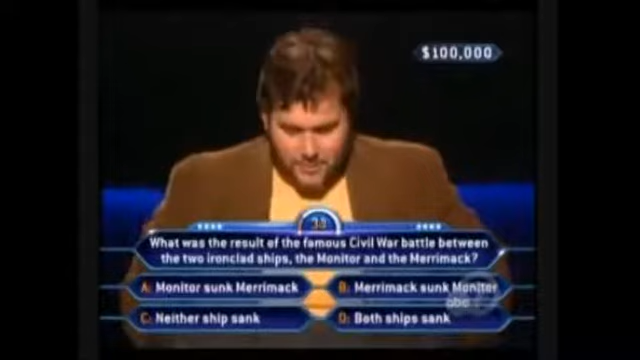 $100,000
33
What was the result of the famous Civil War battle between
the two ironclad ships, the Monitor and the Merrimack?
A: Monitor sunk Merrimack
B: Merrimack sunk Monitor
C: Neither ship sank
D: Both ships sank
abc